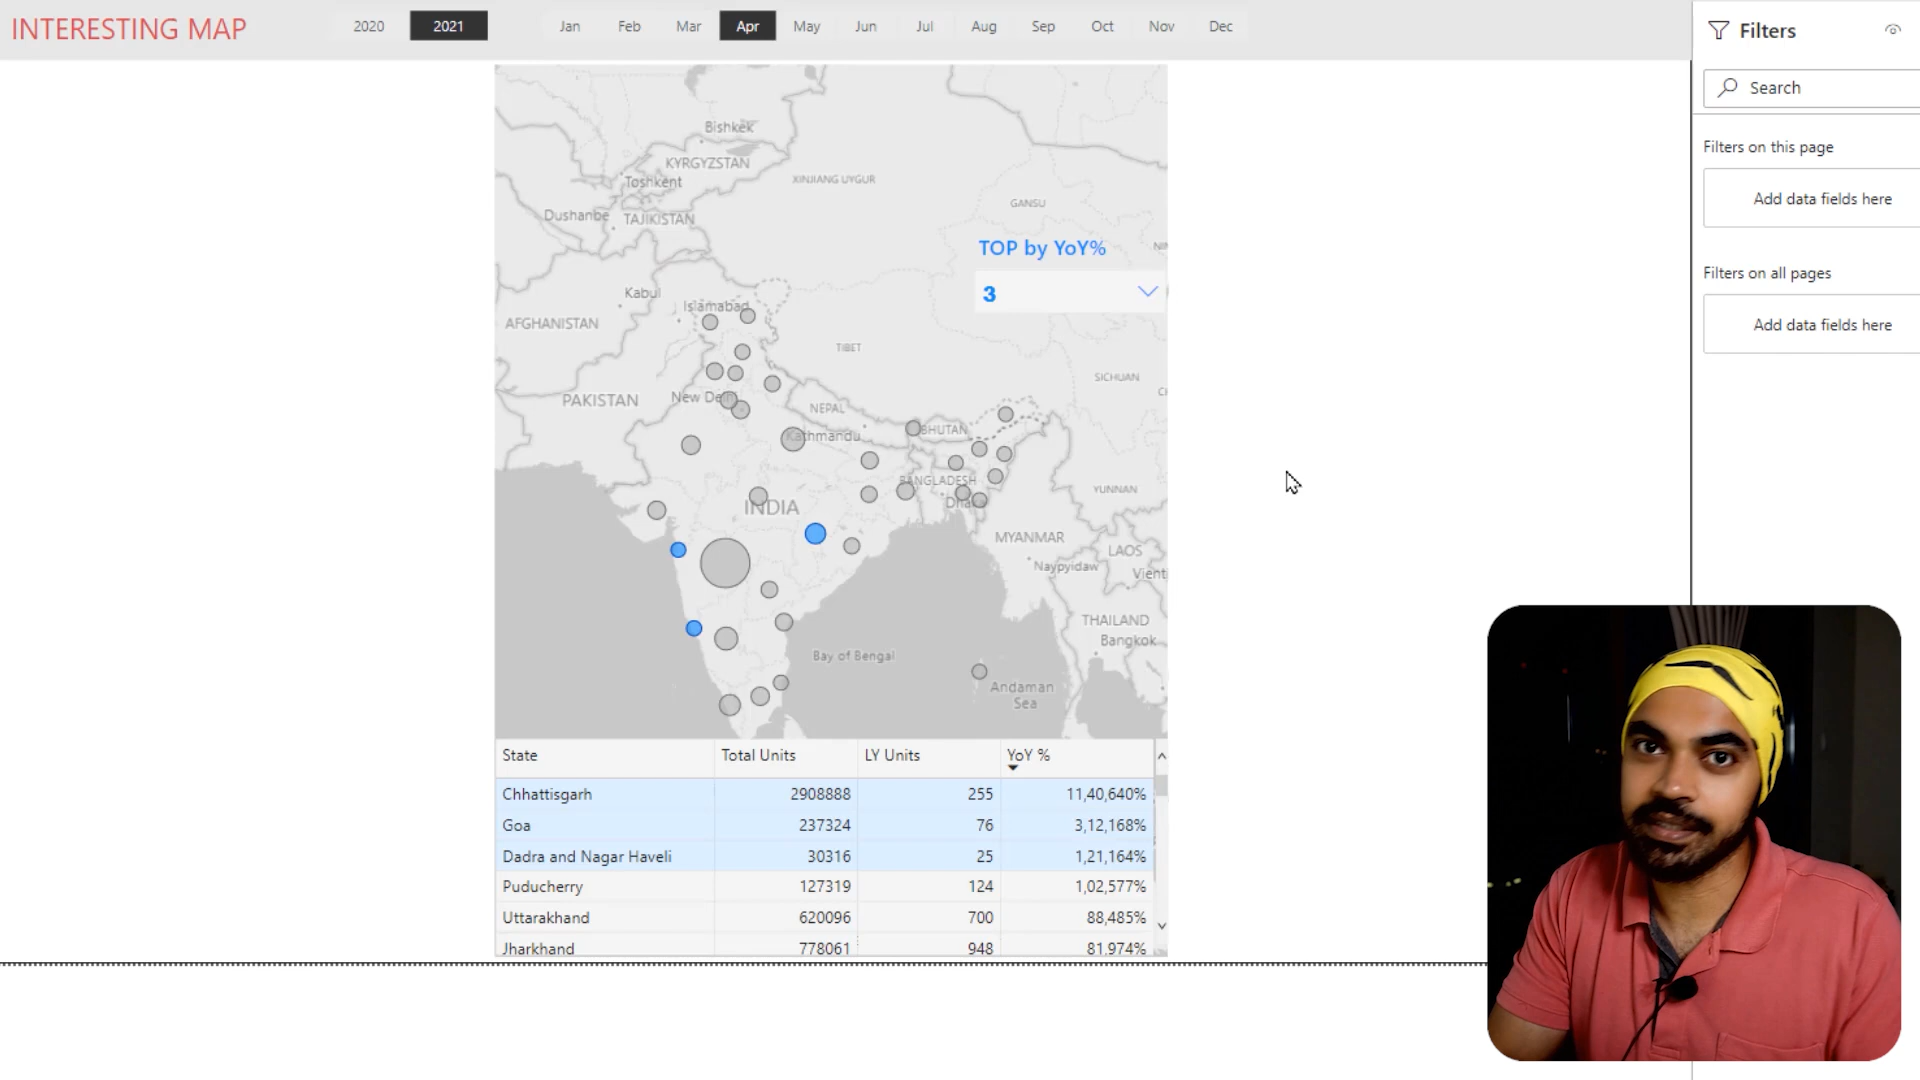 INTERESTING MAP
2020 2021 Jan Feb Mar Apr May Jun Jul Aug Sep Oct Nov Dec
Filters
Search
Filters on this page
Add data fields here
Filters on all pages
Add data fields here
Bishkek
KYRGYZSTAN
XINJIANG UYGUR
Toshkent
GANSU
Dushanbe TAJIKISTAN
TOP by YoY%
3
Kabul
Islamabad
AFGHANISTAN
TIBET
SICHUAN
PAKISTAN
New Delhi
NEPAL
BHUTAN
Kathmandu
BANGLADESH
YUNNAN
INDIA
MYANMAR
LAOS
Naypyidaw
THAILAND
Bangkok
Bay of Bengal
Andaman
Sea
State Total Units LY Units YoY %
Chhattisgarh 2908888 255 11,40,640%
Goa 237324 76 3,12,168%
Dadra and Nagar Haveli 30316 25 1,21,164%
Puducherry 127319 124 1,02,577%
Uttarakhand 620096 700 88,485%
Jharkhand 778061 948 81,974%